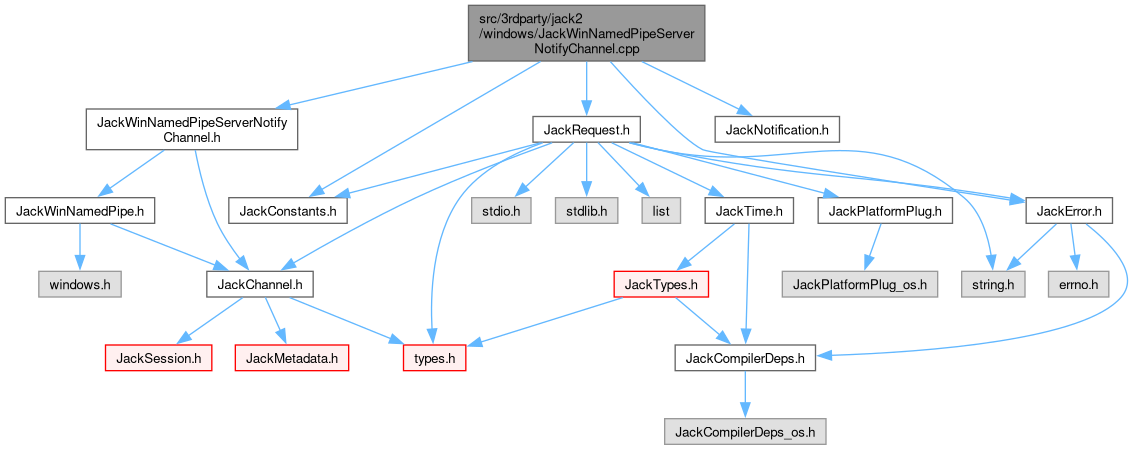 src/3rdparty/jack2
/windows/JackWinNamedPipeServer
NotifyChannel.cpp
JackWinNamedPipeServerNotify
Channel.h
JackRequest.h
JackNotification.h
JackWinNamedPipe.h
JackConstants.h
stdio.h
stdlib.h
list
JackTime.h
JackPlatformPlug.h
JackError.h
windows.h
JackChannel.h
JackTypes.h
JackPlatformPlug_os.h
string.h
errno.h
JackSession.h
JackMetadata.h
types.h
JackCompilerDeps.h
JackCompilerDeps_os.h